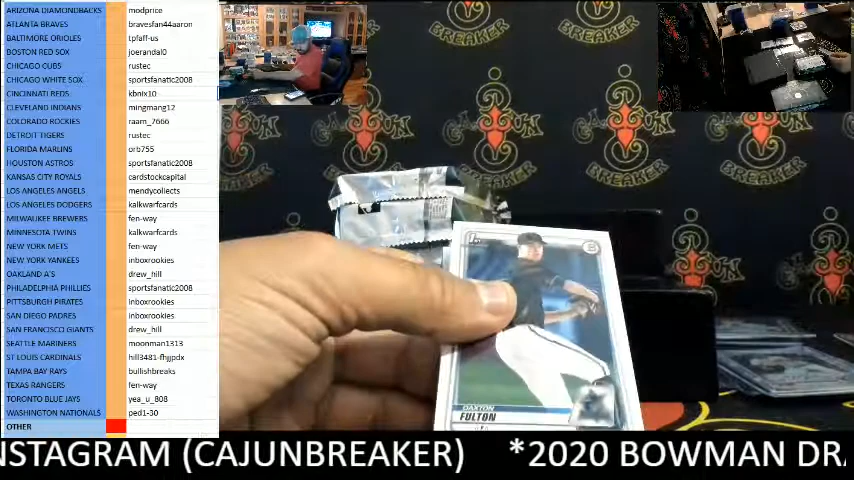 ARIZONA DIAMONDBACKS modprice
ATLANTA BRAVES bravesfan44aaron
BALTIMORE ORIOLES tpfaff-us
BOSTON RED SOX joerandal0
CHICAGO CUBS rustec
CHICAGO WHITE SOX sportsfanatic2008
CINCINNATI REDS kbnix10
CLEVELAND INDIANS mingmang12
COLORADO ROCKIES raam_7666
DETROIT TIGERS rustec
FLORIDA MARLINS orb755
HOUSTON ASTROS sportsfanatic2008
KANSAS CITY ROYALS cardstockcapital
LOS ANGELES ANGELS mendycollects
LOS ANGELES DODGERS kalkwarfcards
MILWAUKEE BREWERS fen-way
MINNESOTA TWINS kalkwarfcards
NEW YORK METS fen-way
NEW YORK YANKEES inboxrookies
OAKLAND A'S drew_hill
PHILADELPHIA PHILLIES sportsfanatic2008
PITTSBURGH PIRATES inboxrookies
SAN DIEGO PADRES inboxrookies
SAN FRANCISCO GIANTS drew_hill
SEATTLE MARINERS moonman1313
ST LOUIS CARDINALS hill3481-fhjjpdx
TAMPA BAY RAYS bullishbreaks
TEXAS RANGERS fen-way
TORONTO BLUE JAYS yea_u_808
WASHINGTON NATIONALS ped1-30
OTHER
CAJUN
BREAKER
1st
B
DAXTON
FULTON
NSTAGRAM (CAJUNBREAKER) *2020 BOWMAN DRA